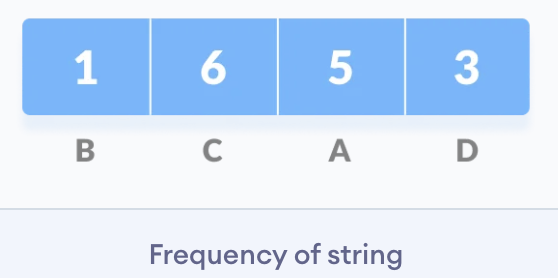 1 6 5 3
B C A D
Frequency of string